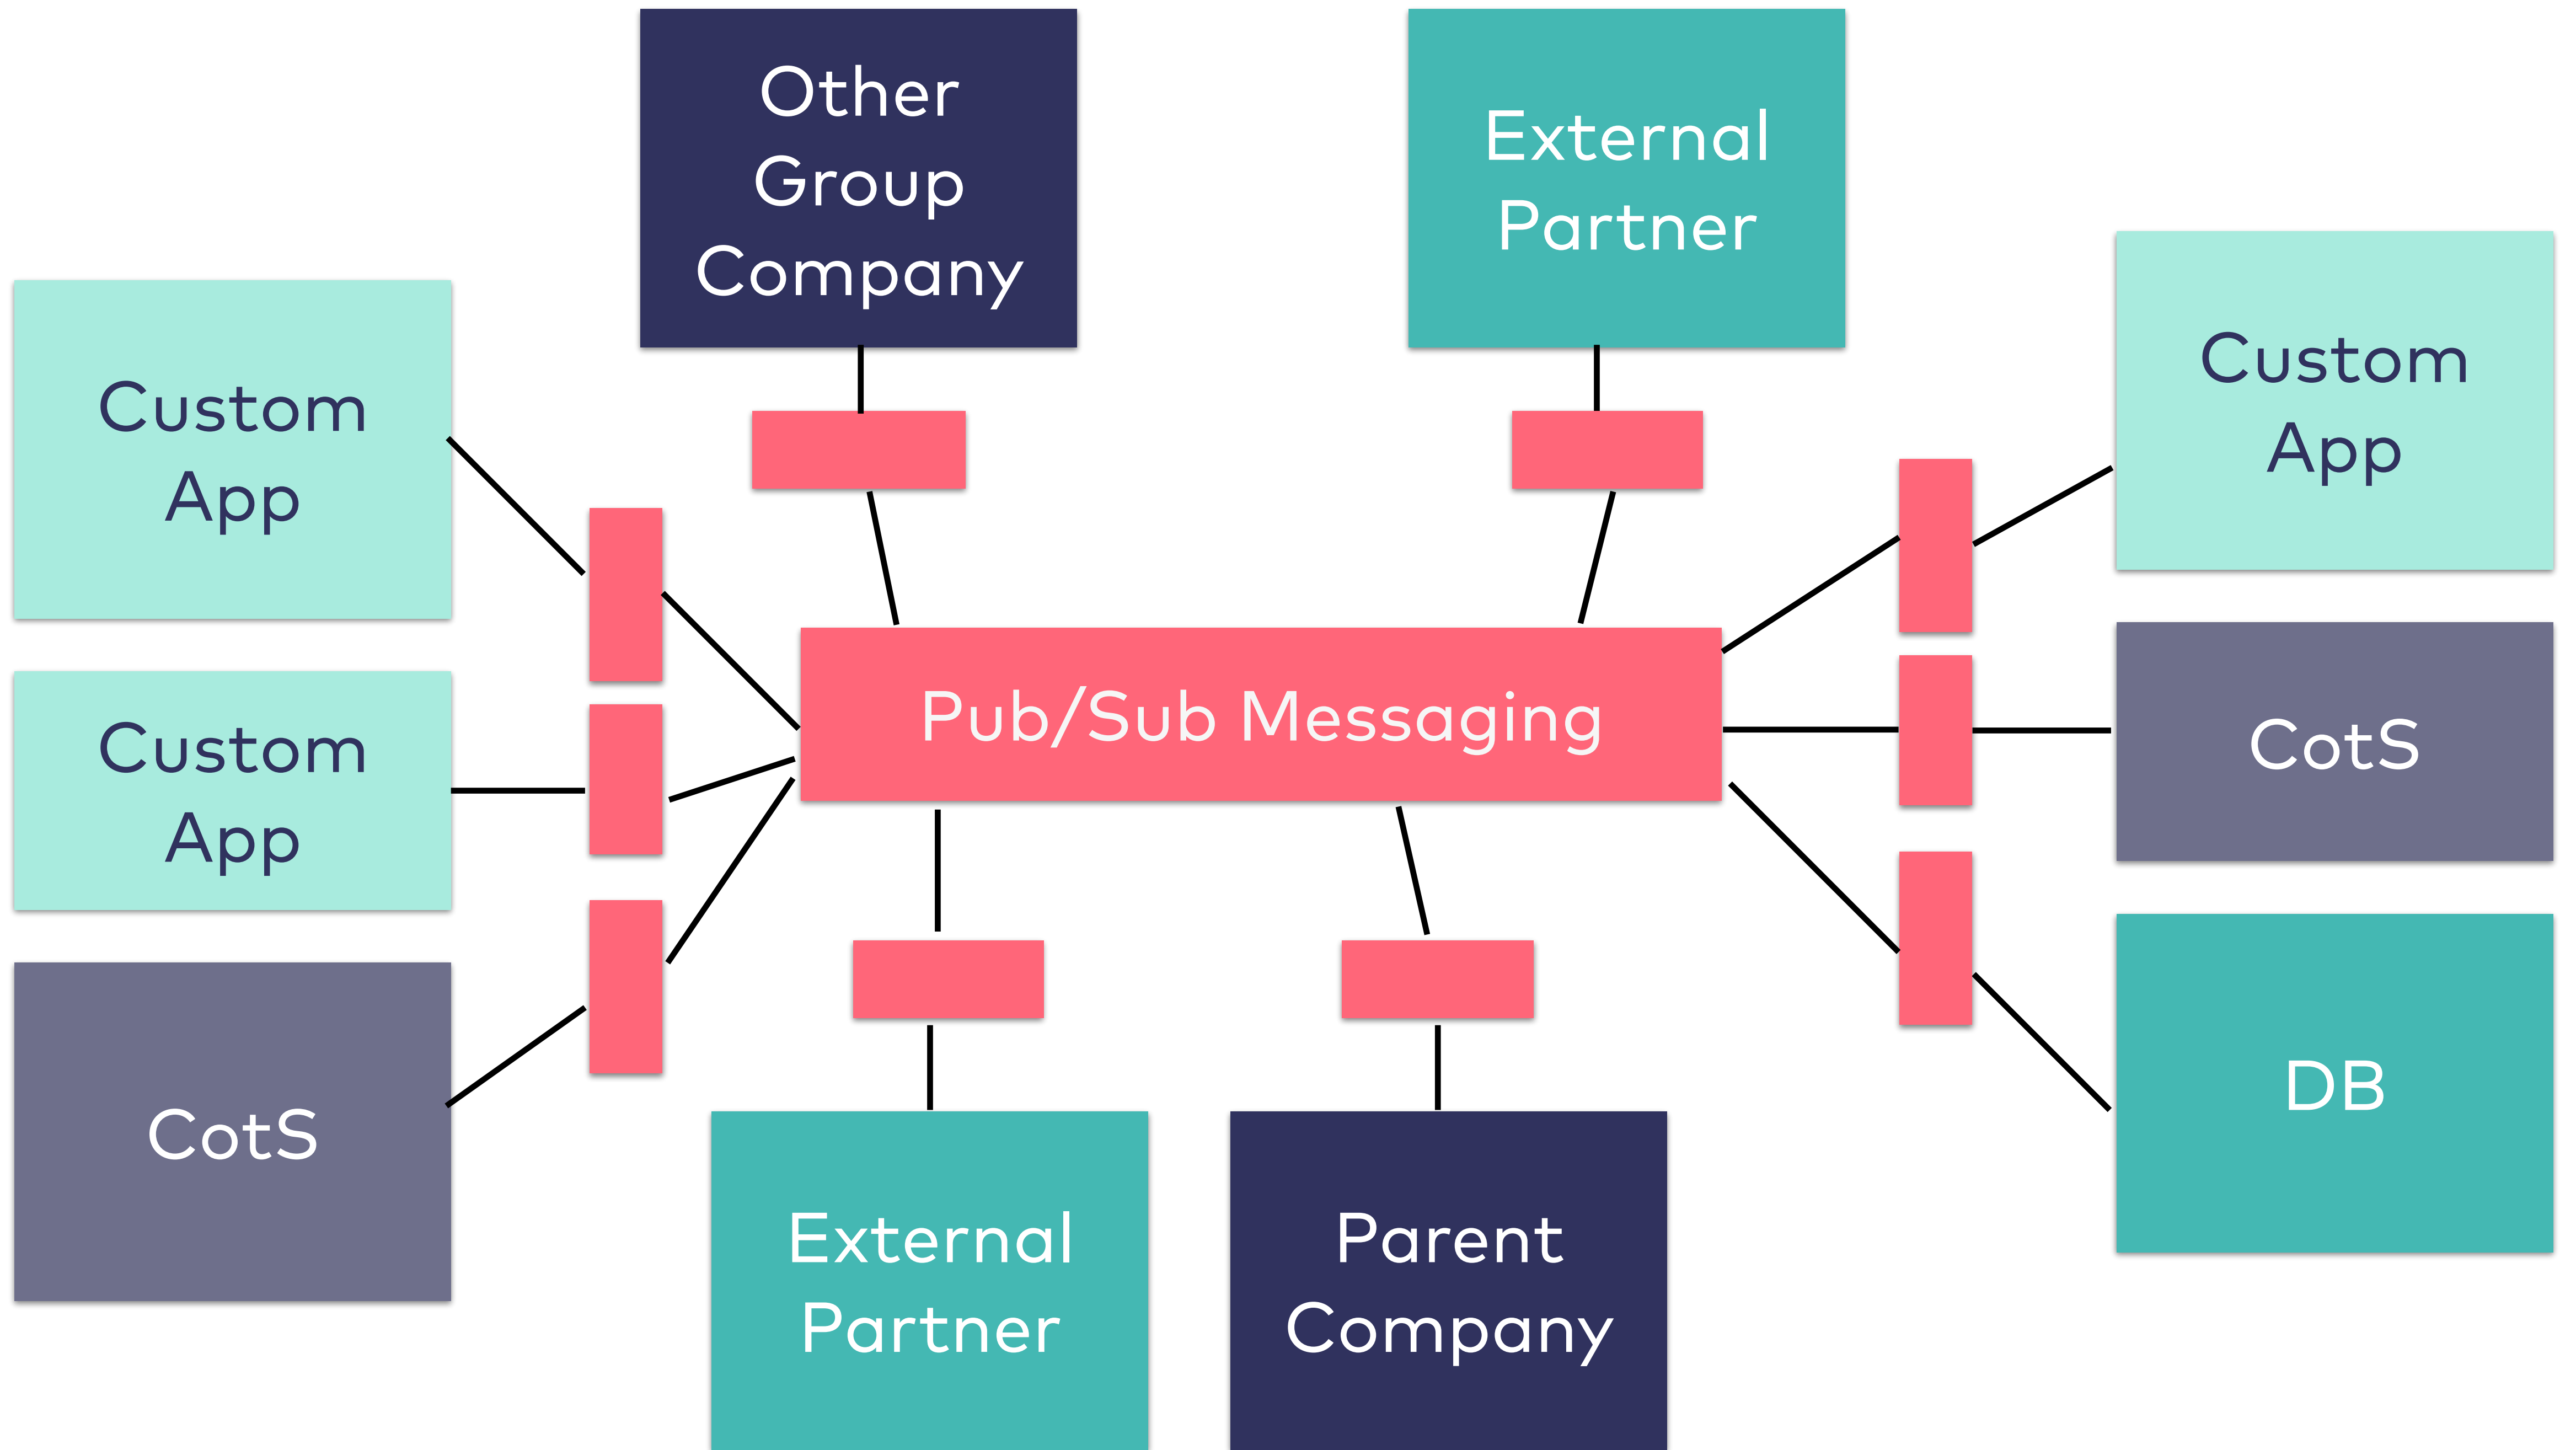 Other
Group
Company
External
Partner
Custom
App
Custom
App
Custom
App
CotS
Pub/Sub Messaging
CotS
DB
External
Partner
Parent
Company